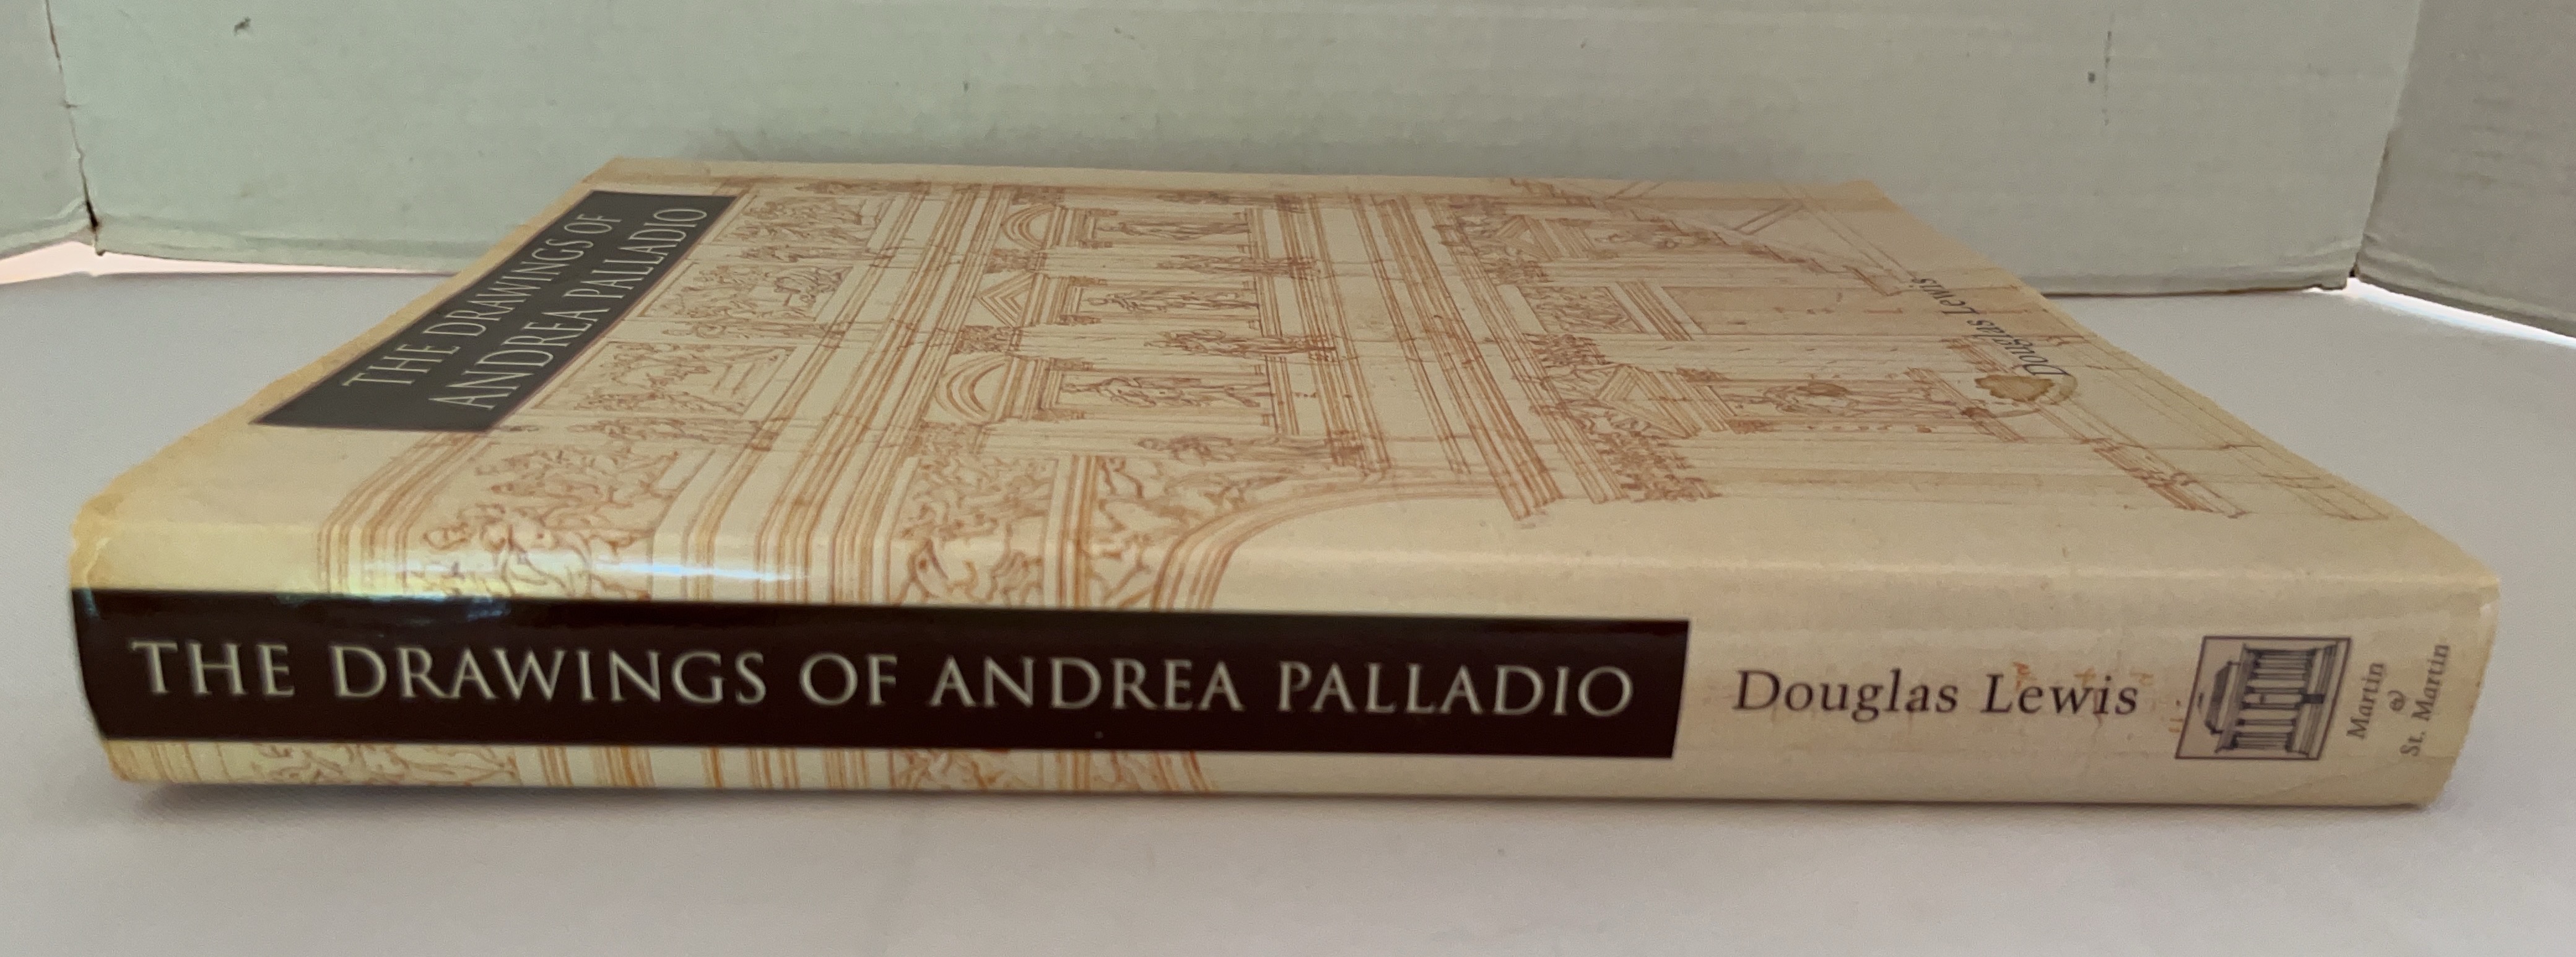 THE DRAWINGS OF
ANDREA PALLADIO
Douglas Lewis
THE DRAWINGS OF ANDREA PALLADIO
Douglas Lewis
Martin
&
St. Martin